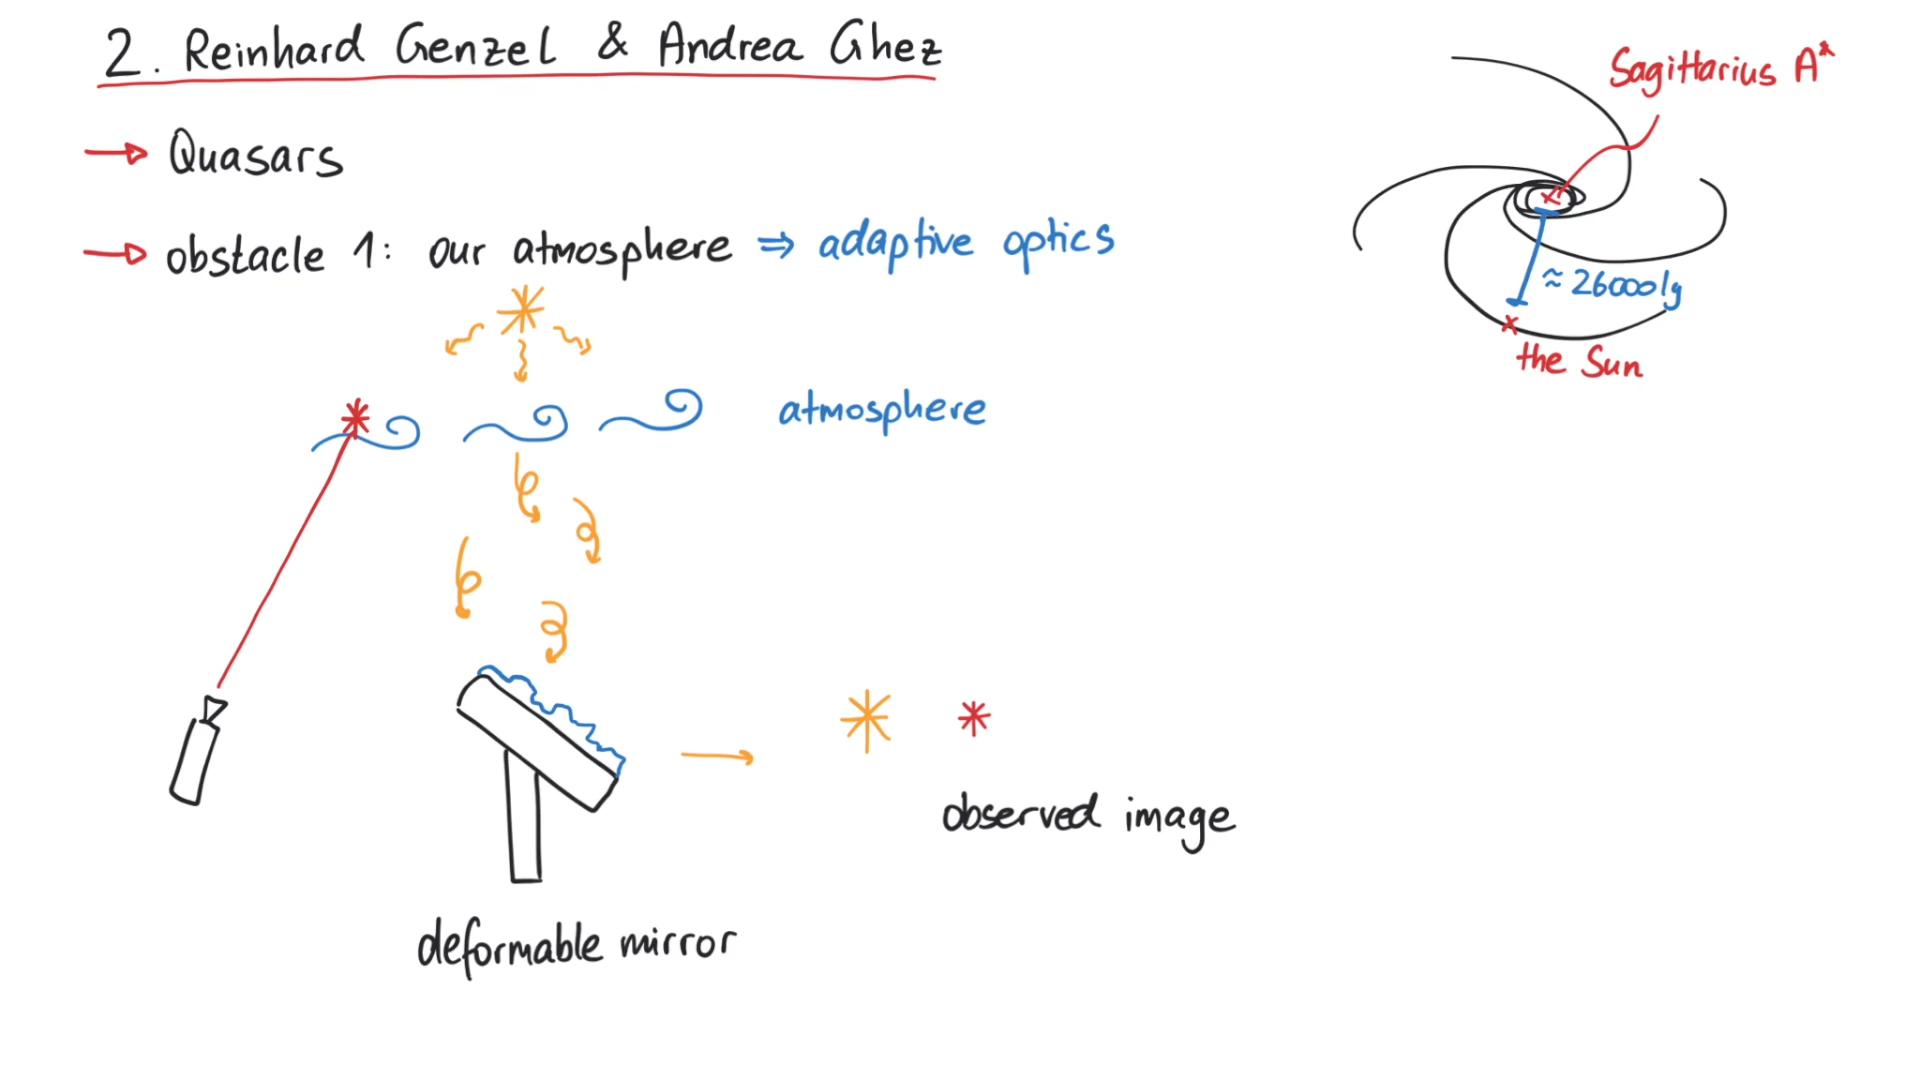 2. Reinhard Genzel & Andrea Ghez
Sagittarius A*
→ Quasars
→ obstacle 1: our atmosphere ⇒ adaptive optics
≈ 26000 ly
the Sun
atmosphere
observed image
deformable mirror